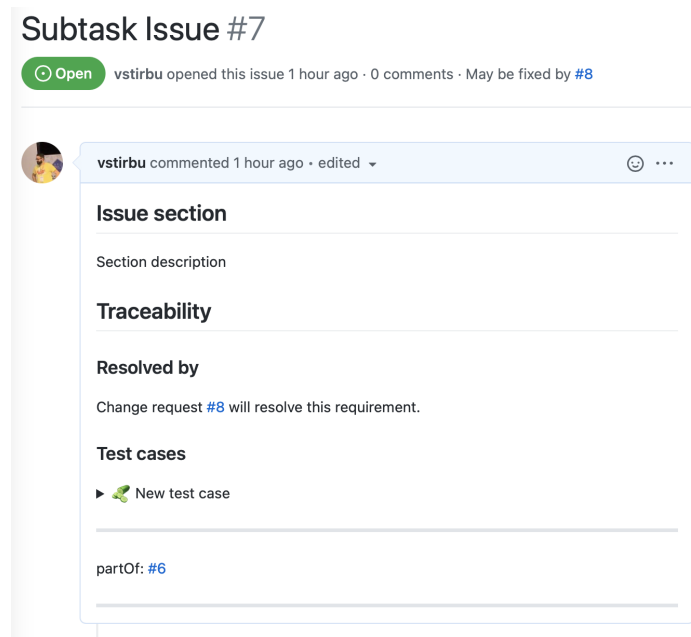 Subtask Issue #7
Open vstirbu opened this issue 1 hour ago · 0 comments · May be fixed by #8
vstirbu commented 1 hour ago • edited
Issue section
Section description
Traceability
Resolved by
Change request #8 will resolve this requirement.
Test cases
New test case
partOf: #6